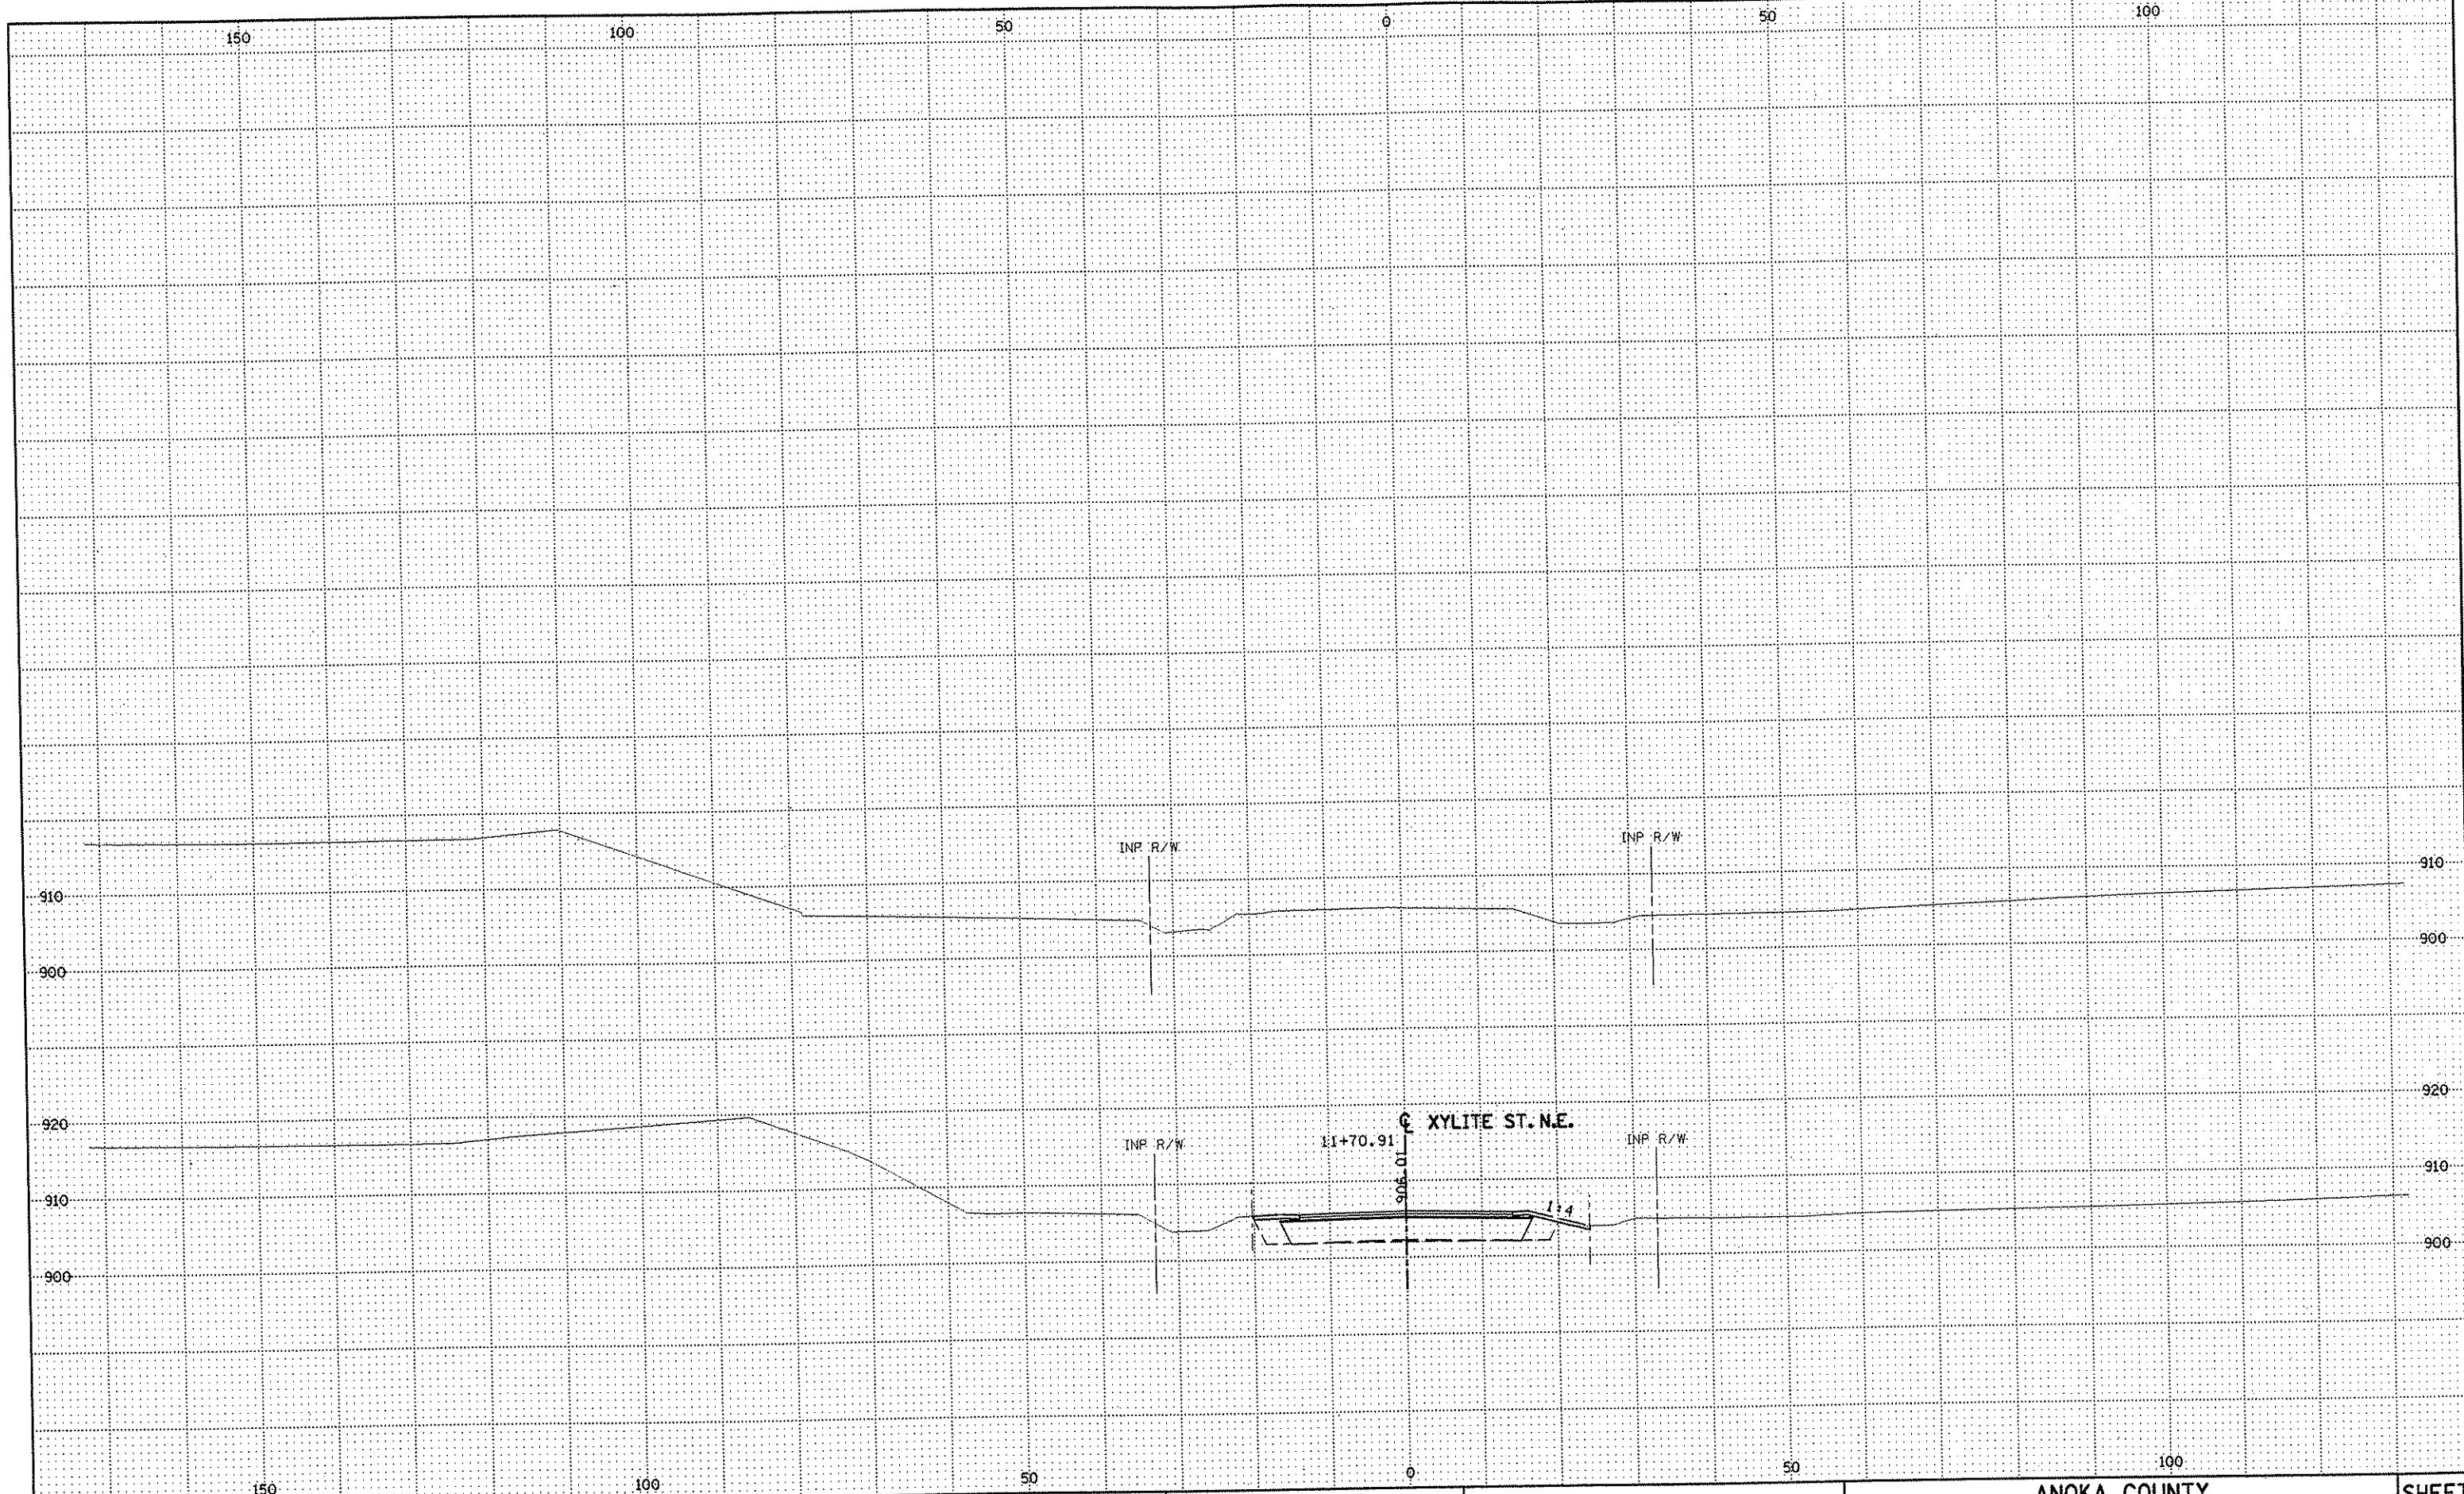 150 100 50 0 50 100
INP R/W INP R/W
910 910
900 900
920 920
℄ XYLITE ST. N.E.
11+70.91
906.01
INP R/W INP R/W
1:4
910 910
900 900
150 100 50 0 50 100
ANOKA COUNTY SHEET